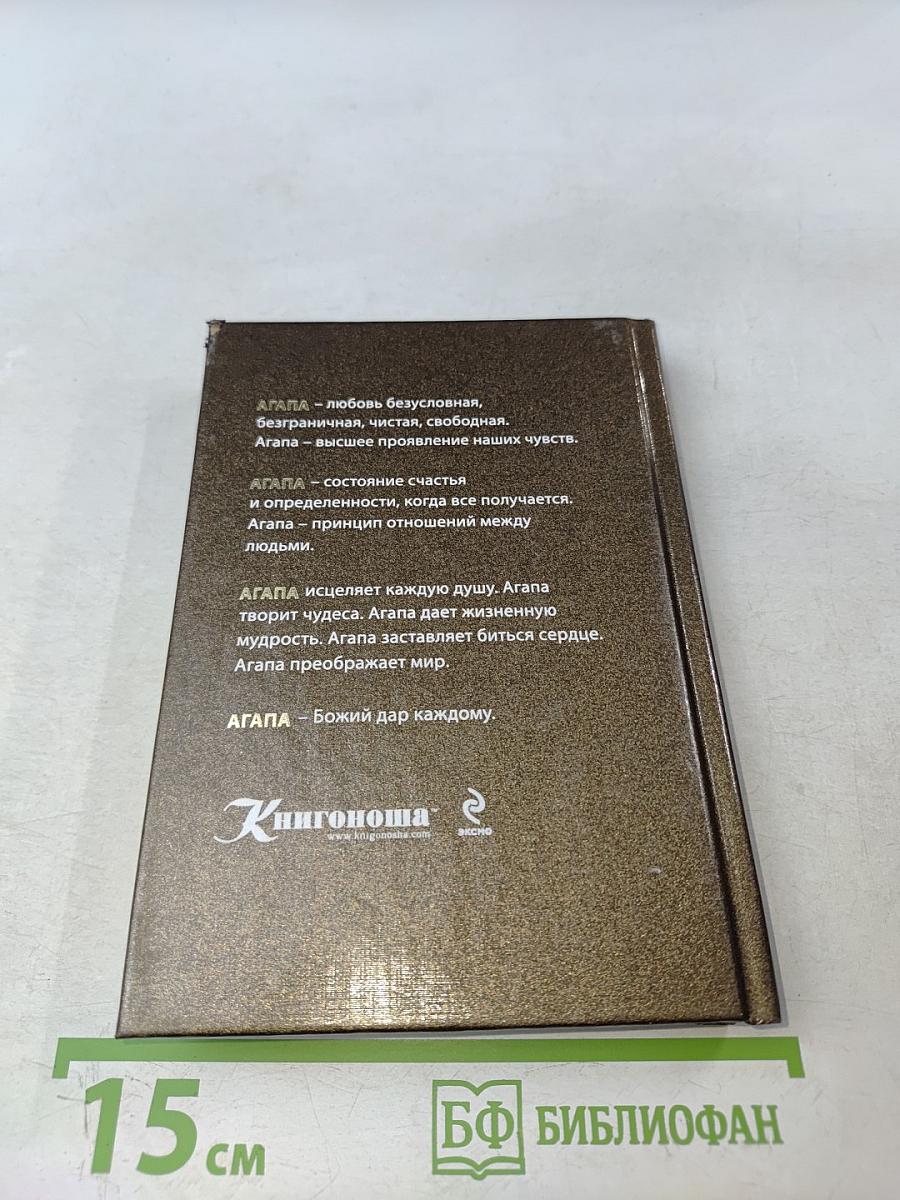 АГАПА – любовь безусловная,
безграничная, чистая, свободная.
Агапа – высшее проявление наших чувств.
АГАПА – состояние счастья
и определенности, когда все получается.
Агапа – принцип отношений между
людьми.
АГАПА исцеляет каждую душу. Агапа
творит чудеса. Агапа дает жизненную
мудрость. Агапа заставляет биться сердце.
Агапа преображает мир.
АГАПА – Божий дар каждому.
Книгоноша™
www.knigonosha.com
ЭКСМО
15 см
БФ БИБЛИОФАН